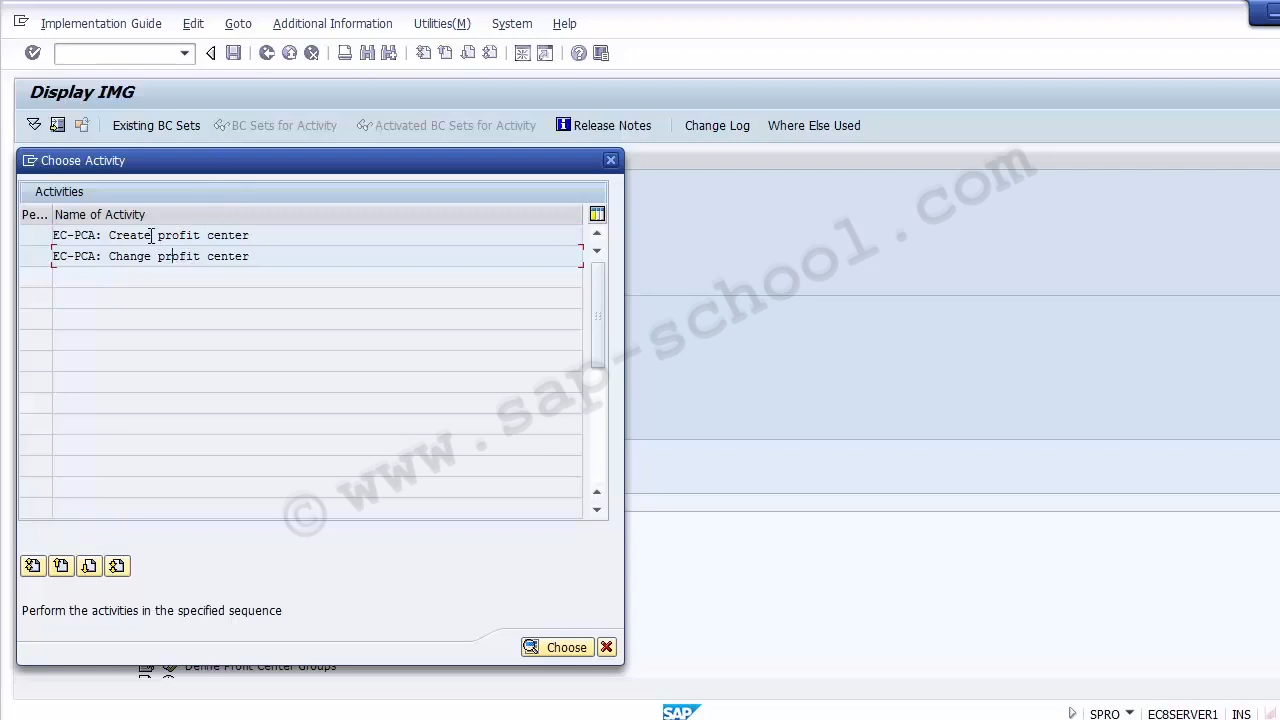 Implementation Guide Edit Goto Additional Information Utilities(M) System Help
Display IMG
Existing BC Sets BC Sets for Activity Activated BC Sets for Activity Release Notes Change Log Where Else Used
Choose Activity
Activities
Pe... Name of Activity
EC-PCA: Create profit center
EC-PCA: Change profit center
© www.sap-school.com
Perform the activities in the specified sequence
Choose
Define Profit Center Groups
SAP SPRO EC8SERVER1 INS